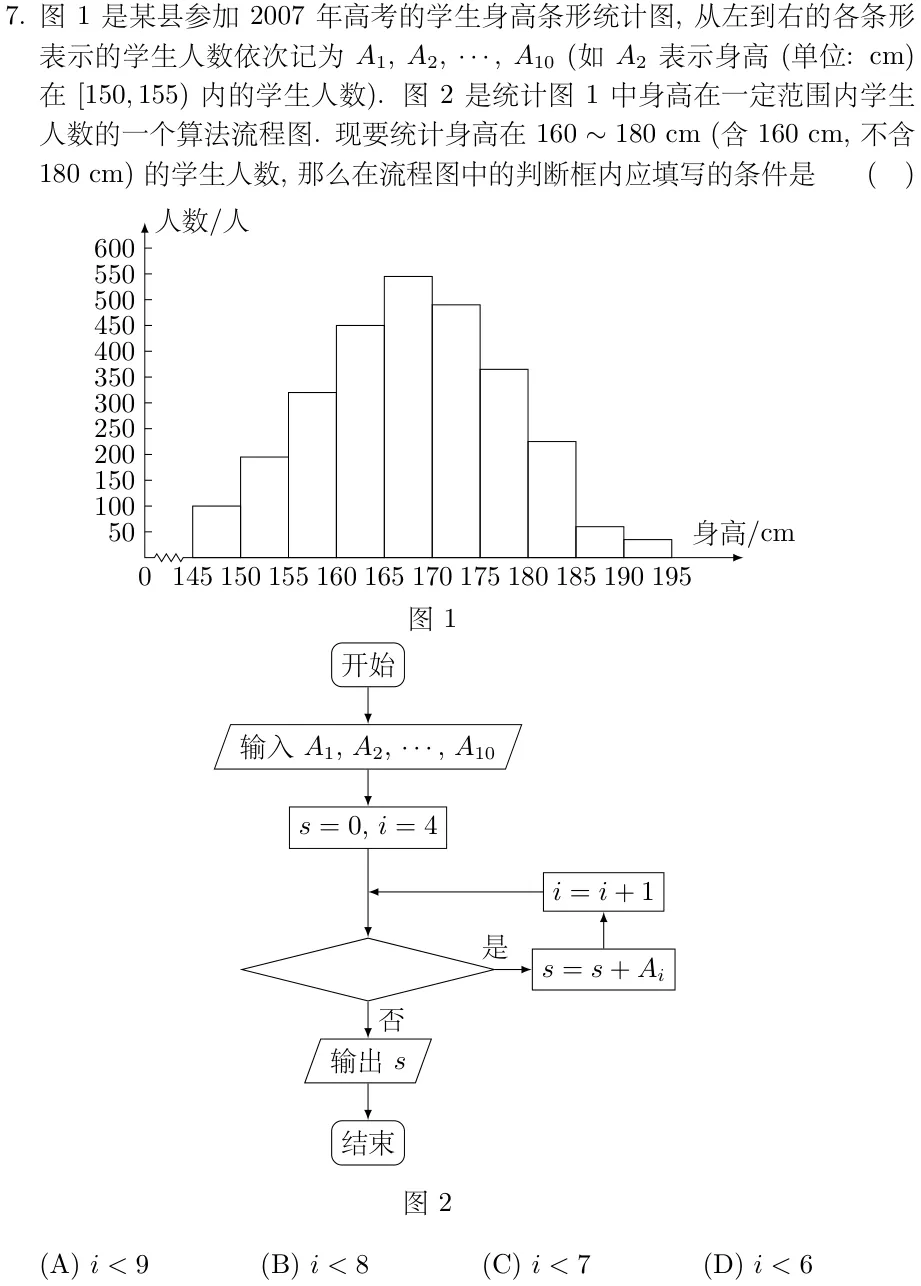 7. 图 1 是某县参加 2007 年高考的学生身高条形统计图, 从左到右的各条形
表示的学生人数依次记为 A₁, A₂, ⋯, A₁₀ (如 A₂ 表示身高 (单位: cm)
在 [150, 155) 内的学生人数). 图 2 是统计图 1 中身高在一定范围内学生
人数的一个算法流程图. 现要统计身高在 160 ∼ 180 cm (含 160 cm, 不含
180 cm) 的学生人数, 那么在流程图中的判断框内应填写的条件是 ( )
人数/人
600
550
500
450
400
350
300
250
200
150
100
50
身高/cm
0 145 150 155 160 165 170 175 180 185 190 195
图 1
开始
输入 A₁, A₂, ⋯, A₁₀
s = 0, i = 4
i = i + 1
是
s = s + Aᵢ
否
输出 s
结束
图 2
(A) i < 9 (B) i < 8 (C) i < 7 (D) i < 6